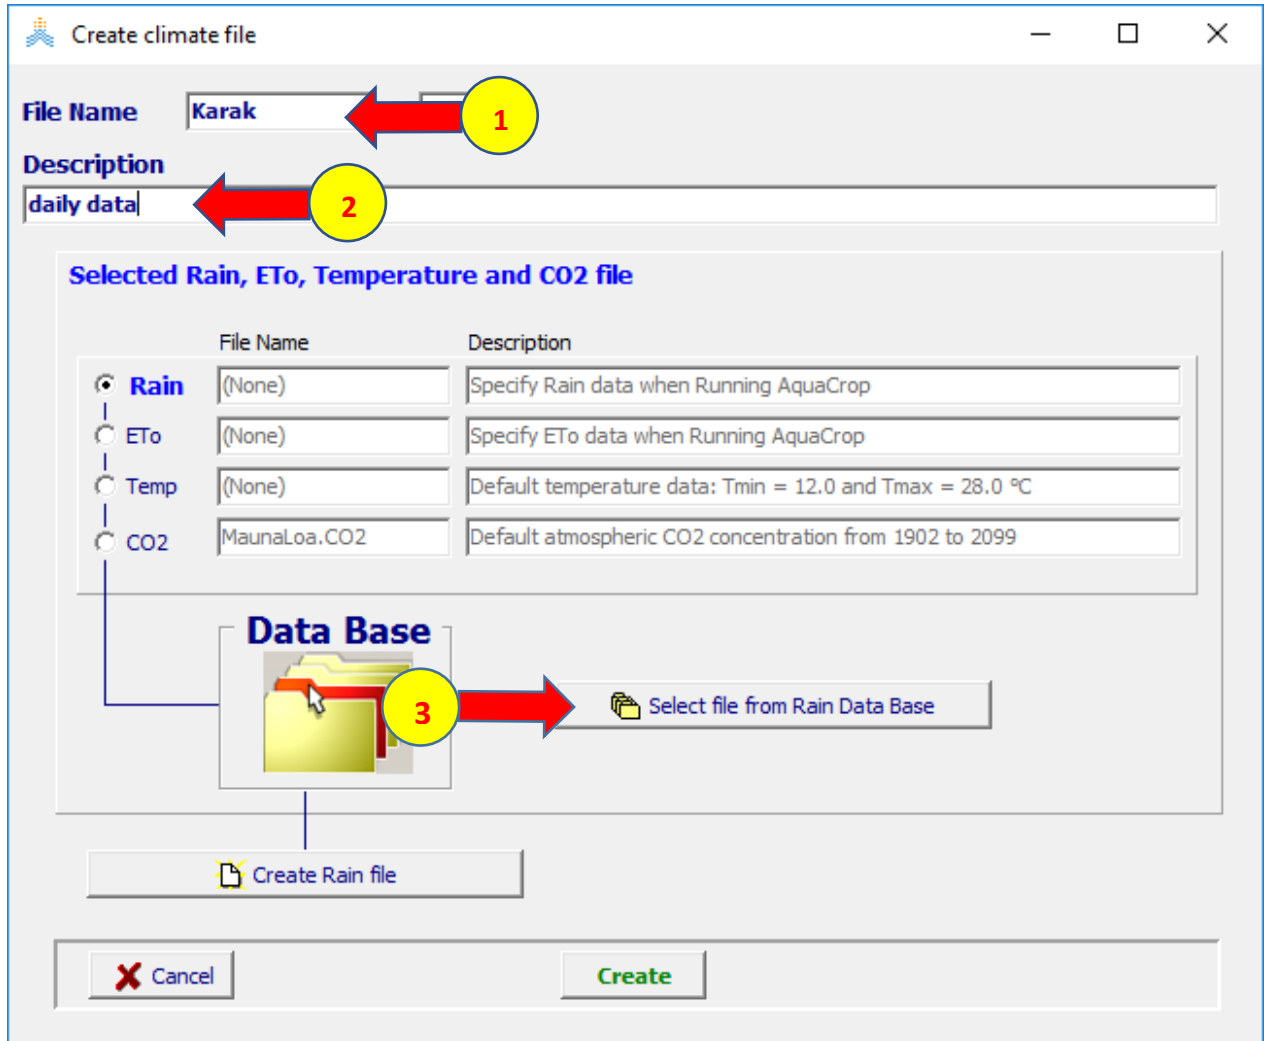 Create climate file
File Name Karak 1
Description
daily data 2
Selected Rain, ETo, Temperature and CO2 file
File Name Description
Rain (None) Specify Rain data when Running AquaCrop
ETo (None) Specify ETo data when Running AquaCrop
Temp (None) Default temperature data: Tmin = 12.0 and Tmax = 28.0 °C
CO2 MaunaLoa.CO2 Default atmospheric CO2 concentration from 1902 to 2099
Data Base
3 Select file from Rain Data Base
Create Rain file
Cancel Create